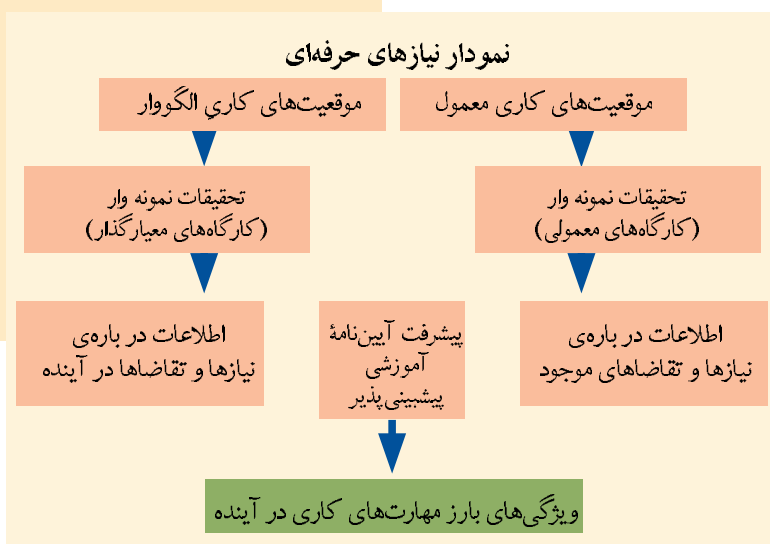 نمودار نیازهای حرفه‌ای
موقعیت‌های کاری معمول
موقعیت‌های کاریِ الگووار
تحقیقات نمونه وار
(کارگاه‌های معمولی)
تحقیقات نمونه وار
(کارگاه‌های معیارگذار)
اطلاعات در باره‌ی
نیازها و تقاضاهای موجود
پیشرفت آیین‌نامهٔ
آموزشی
پیشبینی‌پذیر
اطلاعات در باره‌ی
نیازها و تقاضاها در آینده
ویژگی‌های بارز مهارت‌های کاری در آینده